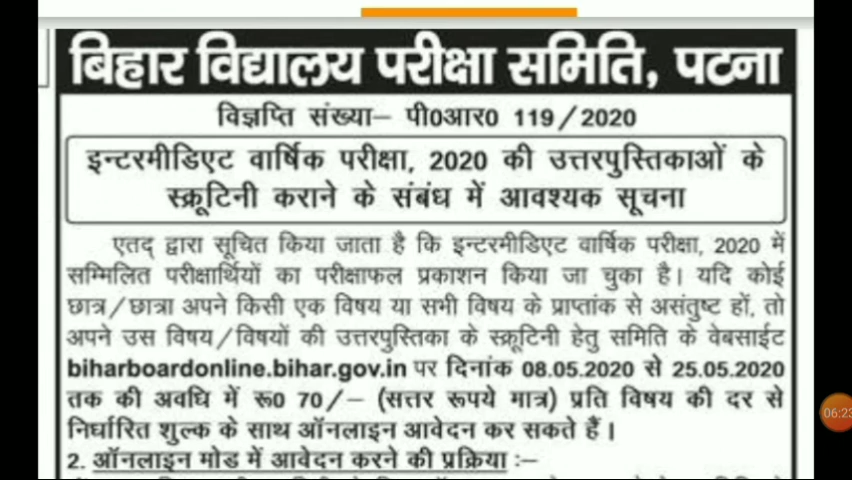 बिहार विद्यालय परीक्षा समिति, पटना
विज्ञप्ति संख्या– पी0आर0 119/2020
इन्टरमीडिएट वार्षिक परीक्षा, 2020 की उत्तरपुस्तिकाओं के
स्क्रूटिनी कराने के संबंध में आवश्यक सूचना
एतद् द्वारा सूचित किया जाता है कि इन्टरमीडिएट वार्षिक परीक्षा, 2020 में
सम्मिलित परीक्षार्थियों का परीक्षाफल प्रकाशन किया जा चुका है। यदि कोई
छात्र/छात्रा अपने किसी एक विषय या सभी विषय के प्राप्तांक से असंतुष्ट हों, तो
अपने उस विषय/विषयों की उत्तरपुस्तिका के स्क्रूटिनी हेतु समिति के वेबसाईट
biharboardonline.bihar.gov.in पर दिनांक 08.05.2020 से 25.05.2020
तक की अवधि में रू0 70/– (सत्तर रूपये मात्र) प्रति विषय की दर से
निर्धारित शुल्क के साथ ऑनलाइन आवेदन कर सकते हैं।
2. ऑनलाइन मोड में आवेदन करने की प्रक्रिया :–
06:23